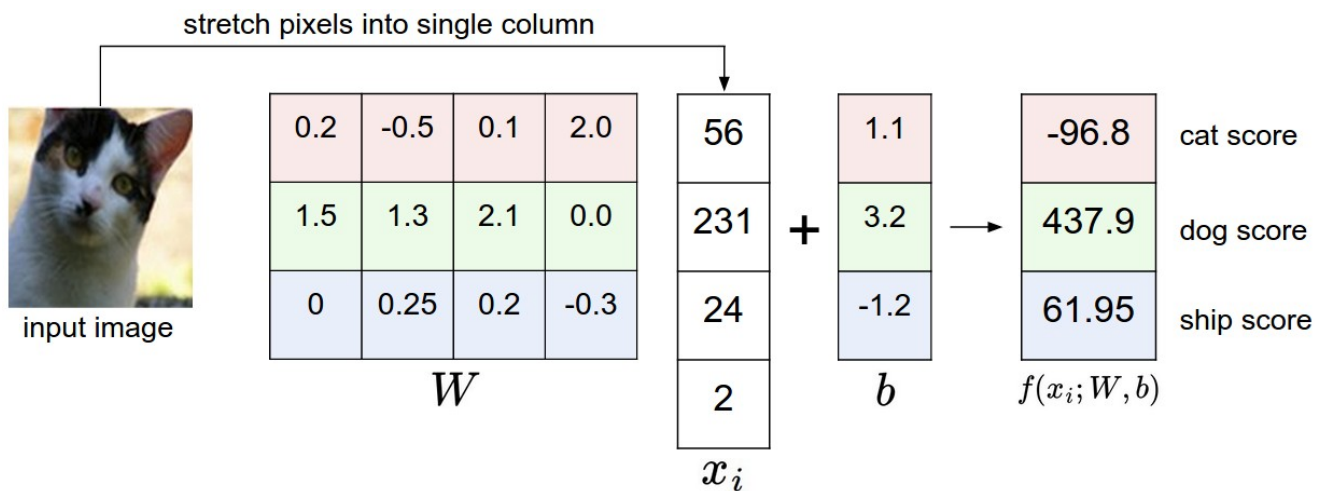 stretch pixels into single column
0.2 -0.5 0.1 2.0 56 1.1 -96.8 cat score
1.5 1.3 2.1 0.0 231 + 3.2 437.9 dog score
0 0.25 0.2 -0.3 24 -1.2 61.95 ship score
input image
W 2 b f(x_i; W, b)
x_i